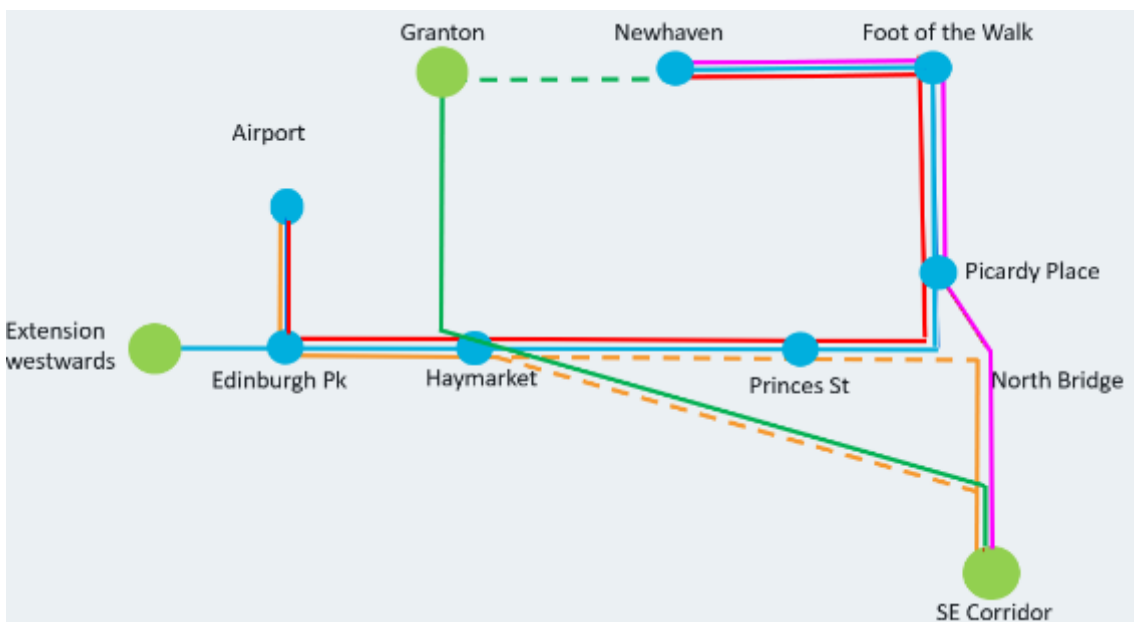 Granton
Newhaven
Foot of the Walk
Airport
Picardy Place
Extension
westwards
Edinburgh Pk
Haymarket
Princes St
North Bridge
SE Corridor